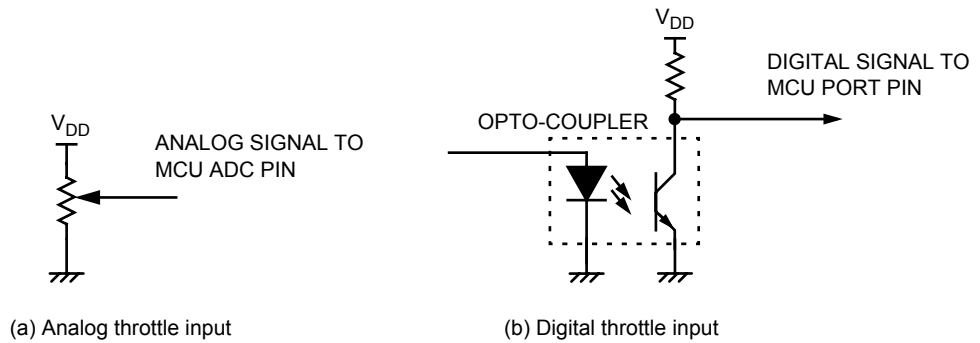 V_DD
ANALOG SIGNAL TO
MCU ADC PIN
(a) Analog throttle input
V_DD
DIGITAL SIGNAL TO
MCU PORT PIN
OPTO-COUPLER
(b) Digital throttle input